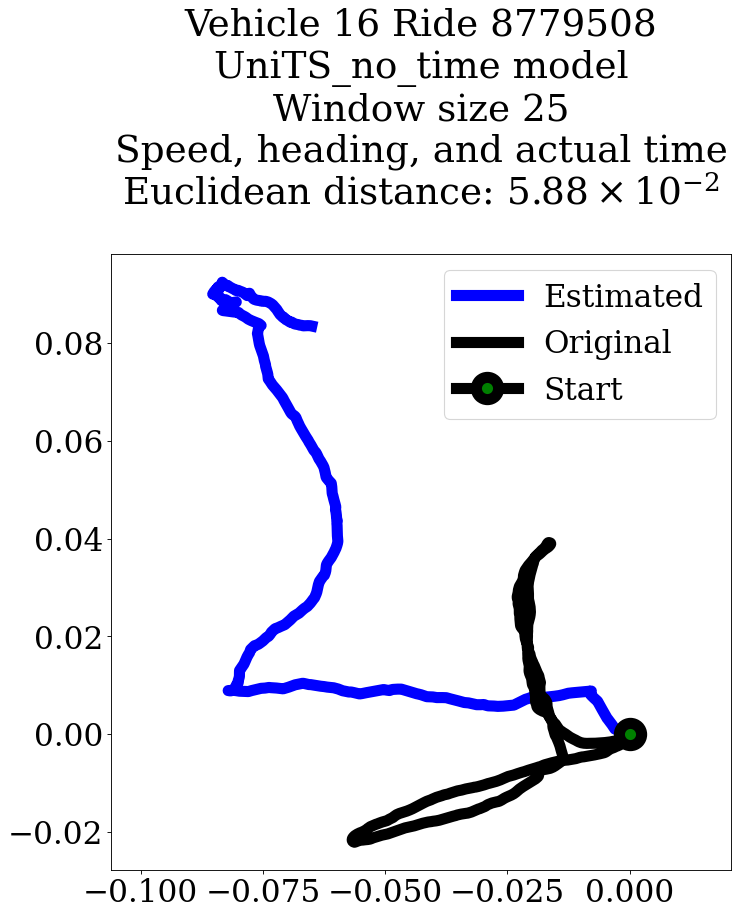 Vehicle 16 Ride 8779508
UniTS_no_time model
Window size 25
Speed, heading, and actual time
Euclidean distance: 5.88 × 10⁻²
Estimated
Original
Start
0.08
0.06
0.04
0.02
0.00
−0.02
−0.100 −0.075 −0.050 −0.025 0.000